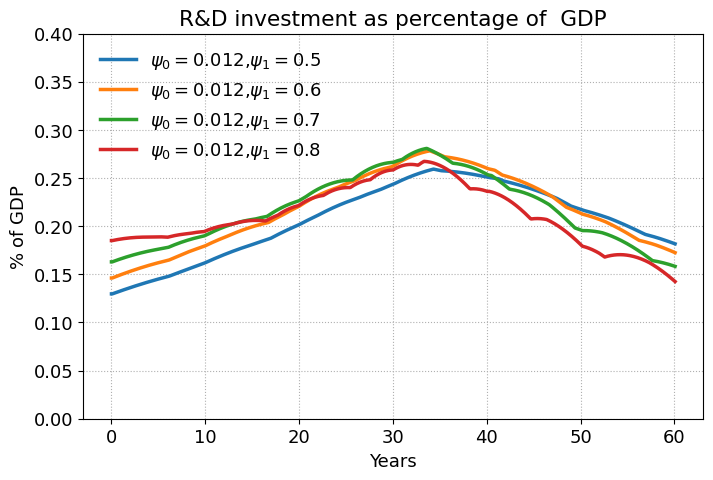 R&D investment as percentage of  GDP
0.40
0.35
0.30
0.25
0.20
0.15
0.10
0.05
0.00
% of GDP
ψ₀ = 0.012,ψ₁ = 0.5
ψ₀ = 0.012,ψ₁ = 0.6
ψ₀ = 0.012,ψ₁ = 0.7
ψ₀ = 0.012,ψ₁ = 0.8
0 10 20 30 40 50 60
Years